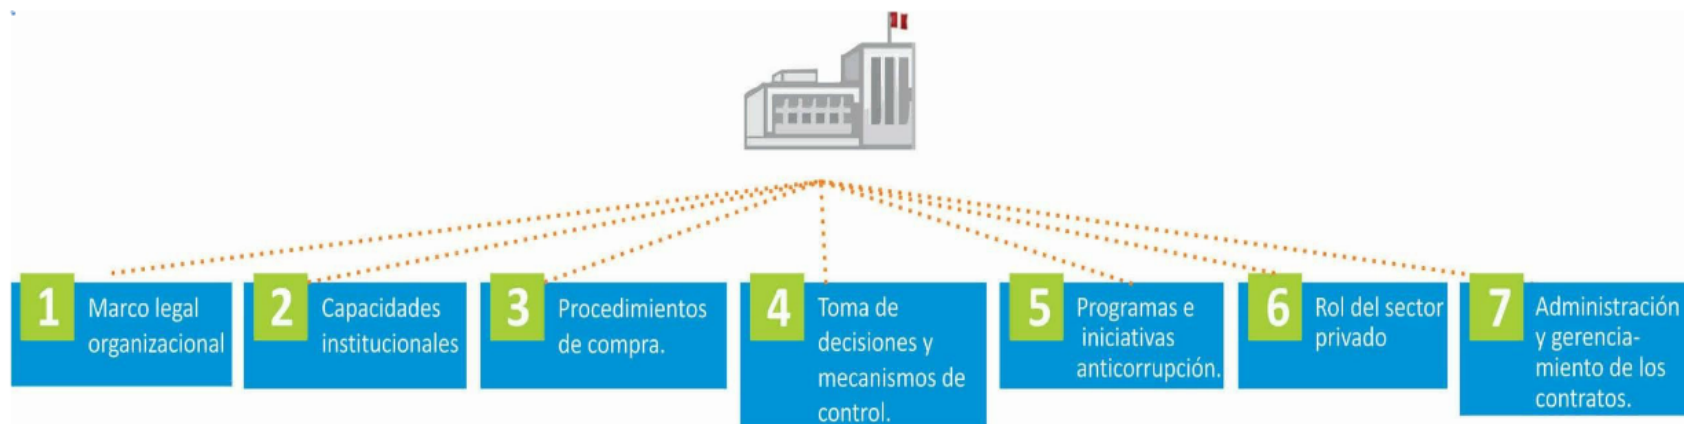 1
Marco legal
organizacional
2
Capacidades
institucionales
3
Procedimientos
de compra.
4
Toma de
decisiones y
mecanismos de
control.
5
Programas e
iniciativas
anticorrupción.
6
Rol del sector
privado
7
Administración
y gerencia-
miento de los
contratos.